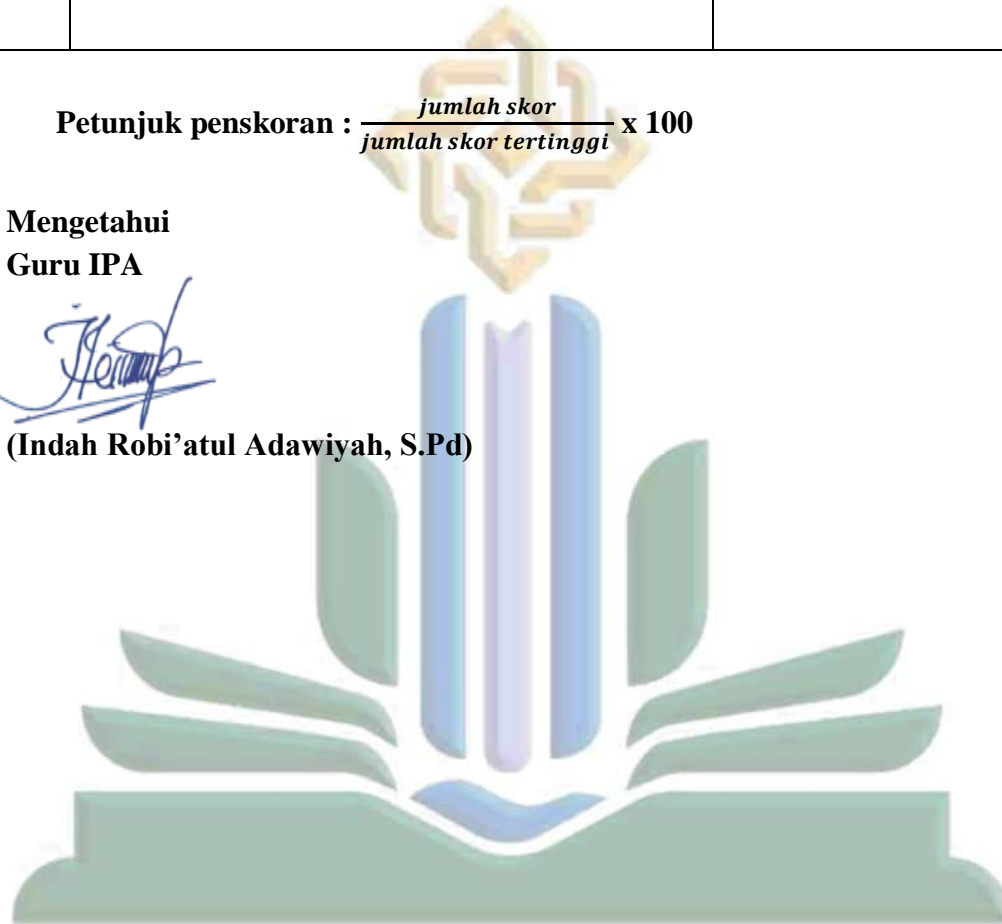 Petunjuk penskoran : jumlah skor / jumlah skor tertinggi x 100
Mengetahui
Guru IPA
(Indah Robi’atul Adawiyah, S.Pd)